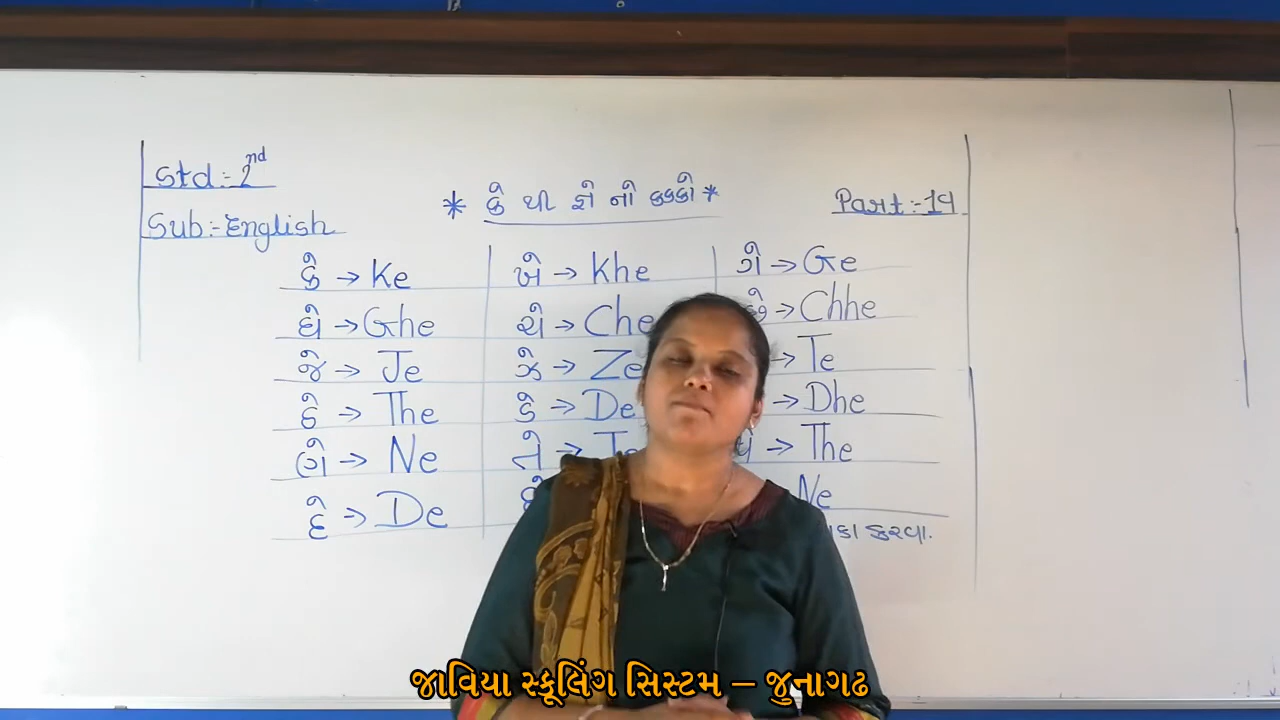 Std:- 2nd
* કે થી જ્ઞે નો કક્કો *
Part:-14
Sub:-English
કે → Ke ખે → Khe ગે → Ge
ઘે → Ghe ચે → Che છે → Chhe
જે → Je ઝે → Ze → Te
ઠે → The ડે → De → Dhe
ણે → Ne તે → Te થે → The
દે → De Ne
કરવા.
જાવિયા સ્કૂલિંગ સિસ્ટમ – જુનાગઢ